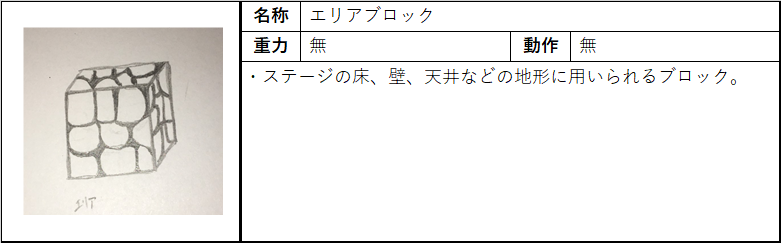 名称 エリアブロック
重力 無 動作 無
・ステージの床、壁、天井などの地形に用いられるブロック。